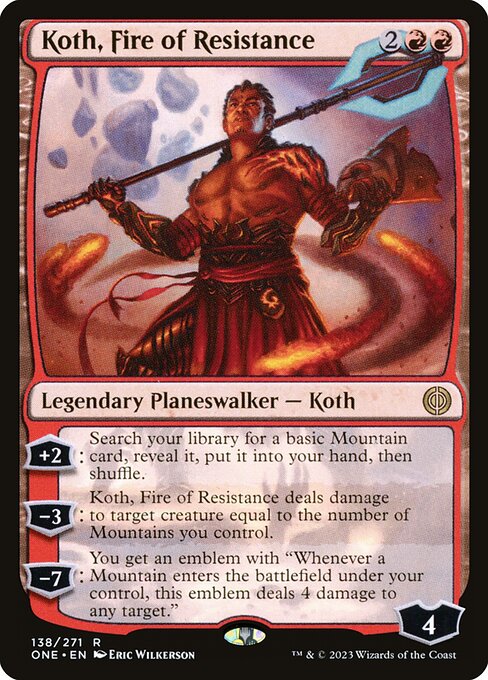 Koth, Fire of Resistance 2
Legendary Planeswalker — Koth
+2: Search your library for a basic Mountain
card, reveal it, put it into your hand, then
shuffle.
Koth, Fire of Resistance deals damage
-3: to target creature equal to the number of
Mountains you control.
You get an emblem with “Whenever a
-7: Mountain enters the battlefield under your
control, this emblem deals 4 damage to
any target.”
4
138/271 R
ONE • EN Eric Wilkerson ™ & © 2023 Wizards of the Coast